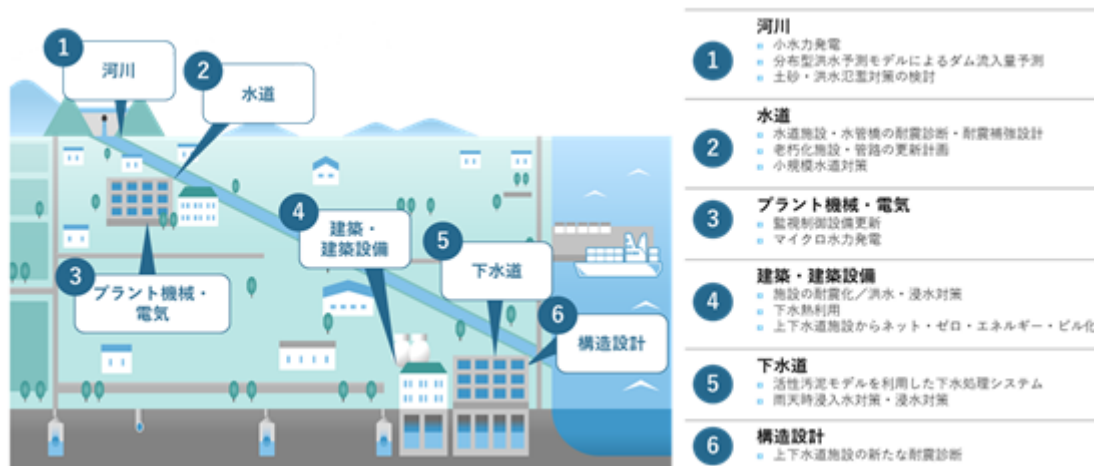 1
河川
2
水道
3
プラント機械・
電気
4
建築・
建築設備
5
下水道
6
構造設計
1
河川
小水力発電
分布型洪水予測モデルによるダム流入量予測
土砂・洪水氾濫対策の検討
2
水道
水道施設・水管橋の耐震診断・耐震補強設計
老朽化施設・管路の更新計画
小規模水道対策
3
プラント機械・電気
監視制御設備更新
マイクロ水力発電
4
建築・建築設備
施設の耐震化／洪水・浸水対策
下水熱利用
上下水道施設からネット・ゼロ・エネルギー・ビル化
5
下水道
活性汚泥モデルを利用した下水処理システム
雨天時浸入水対策・浸水対策
6
構造設計
上下水道施設の新たな耐震診断